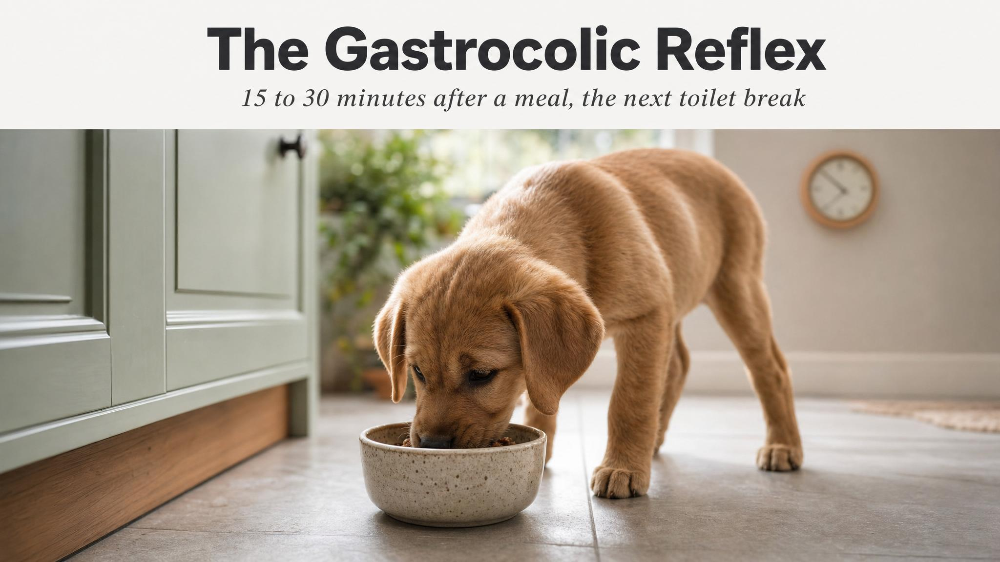 The Gastrocolic Reflex
15 to 30 minutes after a meal, the next toilet break